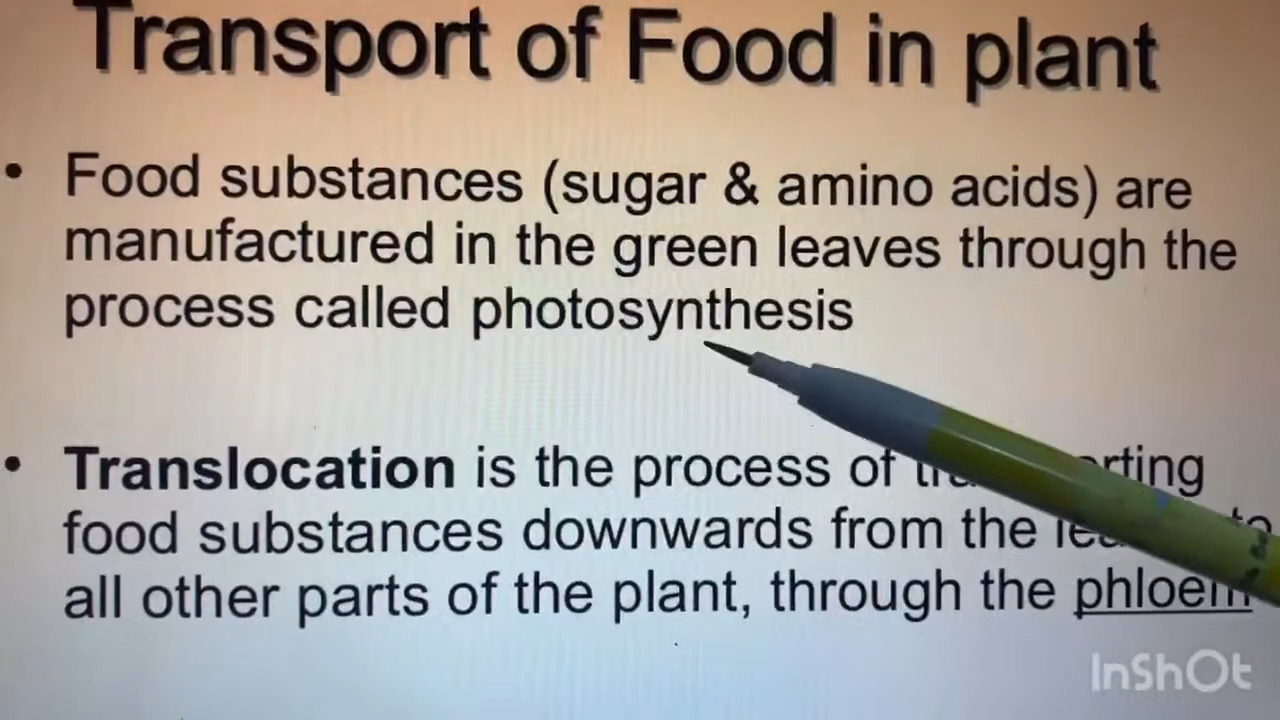 Transport of Food in plant
• Food substances (sugar & amino acids) are
manufactured in the green leaves through the
process called photosynthesis
• Translocation is the process of
food substances downwards from the to
all other parts of the plant, through the phloem
InShOt